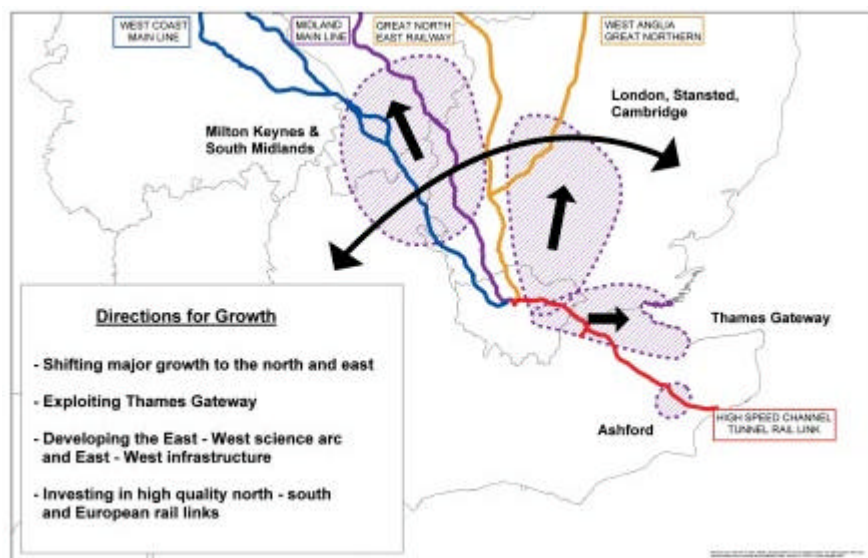 WEST COAST
MAIN LINE
MIDLAND
MAIN LINE
GREAT NORTH
EAST RAILWAY
WEST ANGLIA
GREAT NORTHERN
London, Stansted,
Cambridge
Milton Keynes &
South Midlands
Directions for Growth
- Shifting major growth to the north and east
- Exploiting Thames Gateway
- Developing the East - West science arc
and East - West infrastructure
- Investing in high quality north - south
and European rail links
Thames Gateway
Ashford
HIGH SPEED CHANNEL
TUNNEL RAIL LINK